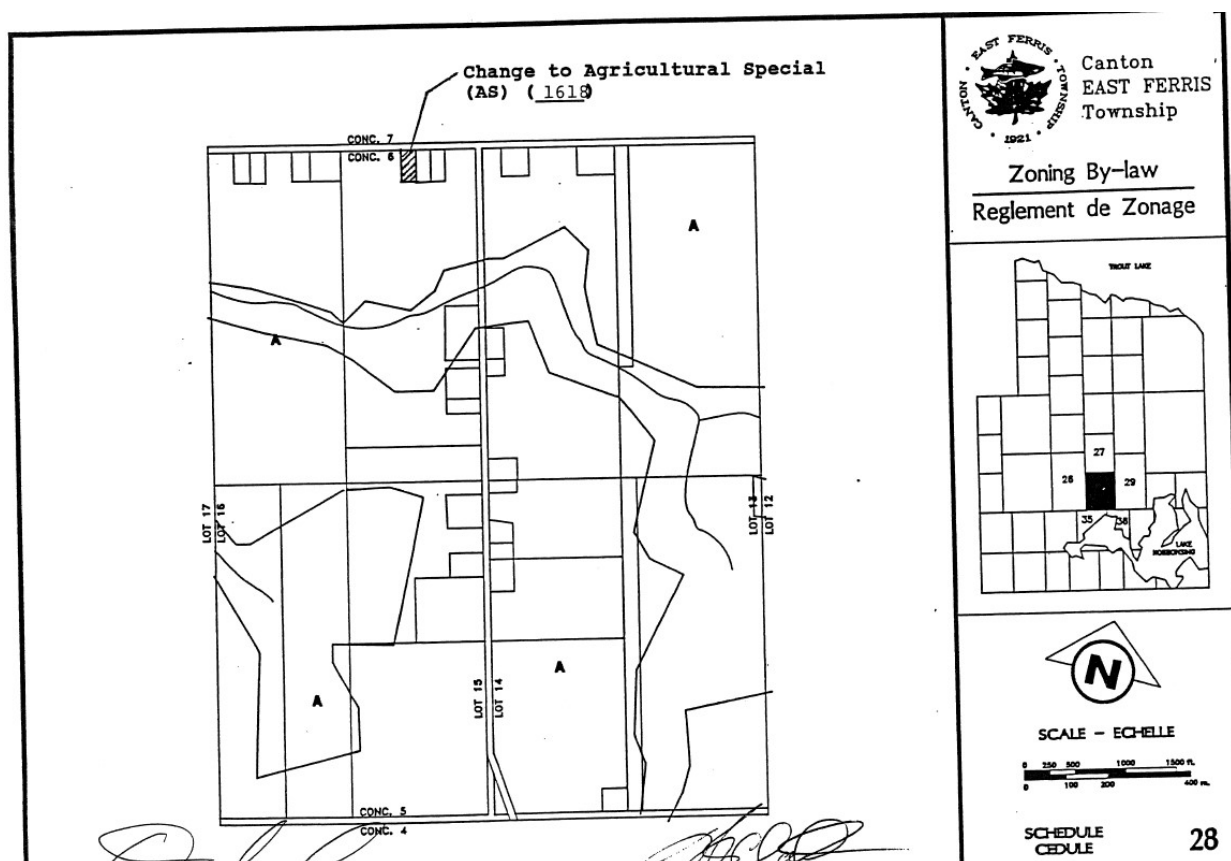 Change to Agricultural Special
(AS) ( 1618)
CONC. 7
CONC. 6
A
A
LOT 17
LOT 16
LOT 13
LOT 12
LOT 15
LOT 14
A
A
CONC. 5
CONC. 4
CANTON · EAST FERRIS · TOWNSHIP
· 1921 ·
Canton
EAST FERRIS
Township
Zoning By-law
Reglement de Zonage
TROUT LAKE
27
28
29
35
36
LAKE
NOSBONSING
N
SCALE - ECHELLE
0 250 500 1000 1500 ft.
0 100 200 400 m.
SCHEDULE
CEDULE
28